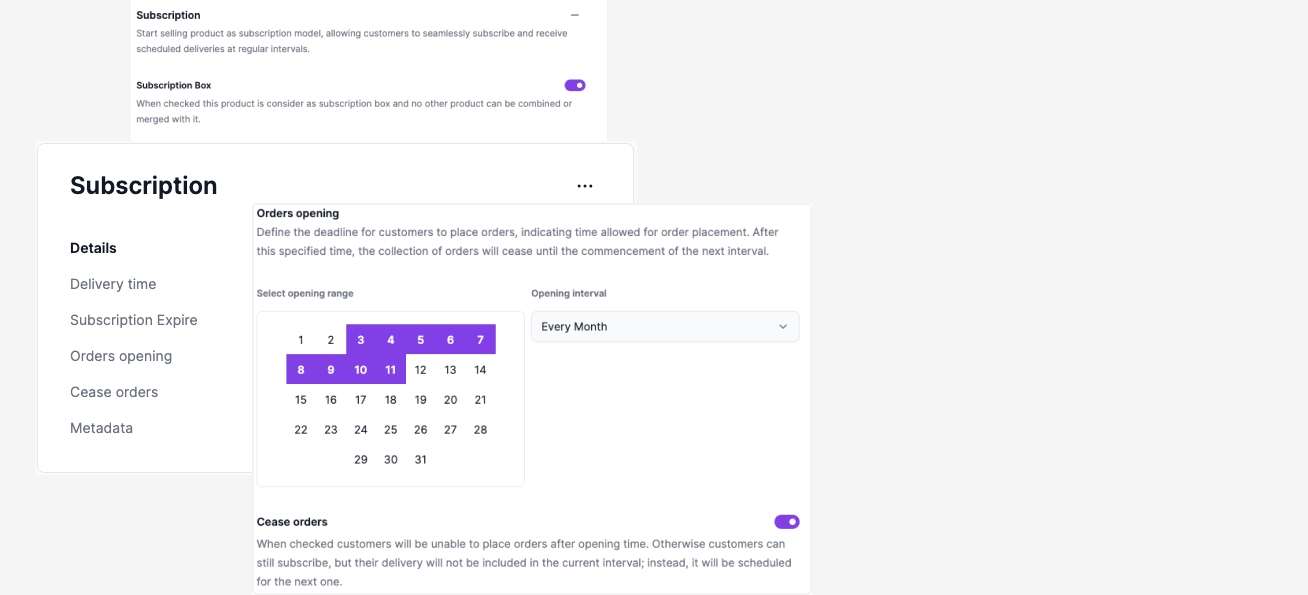 Subscription
Start selling product as subscription model, allowing customers to seamlessly subscribe and receive
scheduled deliveries at regular intervals.
Subscription Box
When checked this product is consider as subscription box and no other product can be combined or
merged with it.
Subscription
Details
Delivery time
Subscription Expire
Orders opening
Cease orders
Metadata
Orders opening
Define the deadline for customers to place orders, indicating time allowed for order placement. After
this specified time, the collection of orders will cease until the commencement of the next interval.
Select opening range
Opening interval
Every Month
1 2 3 4 5 6 7
8 9 10 11 12 13 14
15 16 17 18 19 20 21
22 23 24 25 26 27 28
29 30 31
Cease orders
When checked customers will be unable to place orders after opening time. Otherwise customers can
still subscribe, but their delivery will not be included in the current interval; instead, it will be scheduled
for the next one.